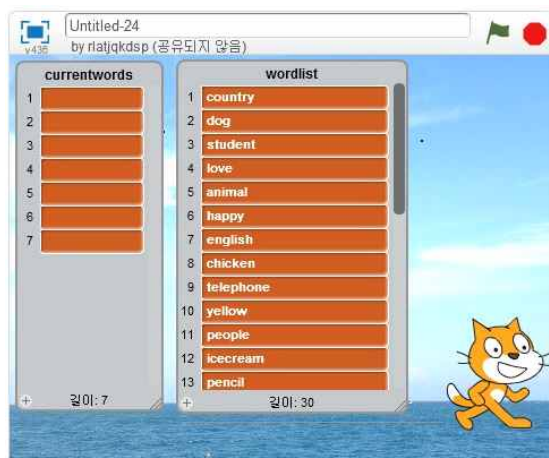 Untitled-24
v436
by rlatjqkdsp (공유되지 않음)
currentwords
1
2
3
4
5
6
7
+ 길이: 7
wordlist
1 country
2 dog
3 student
4 love
5 animal
6 happy
7 english
8 chicken
9 telephone
10 yellow
11 people
12 icecream
13 pencil
+ 길이: 30